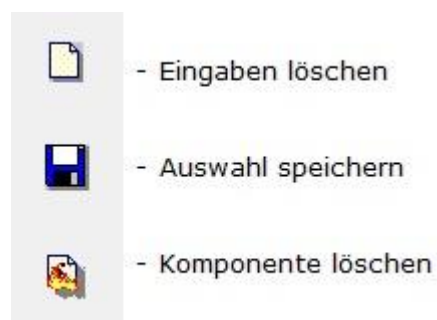 - Eingaben löschen
- Auswahl speichern
- Komponente löschen